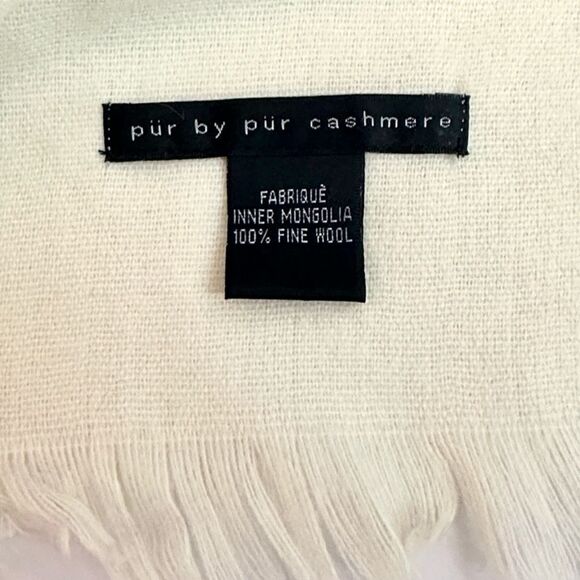 pür by pür cashmere
FABRIQUÈ
INNER MONGOLIA
100% FINE WOOL